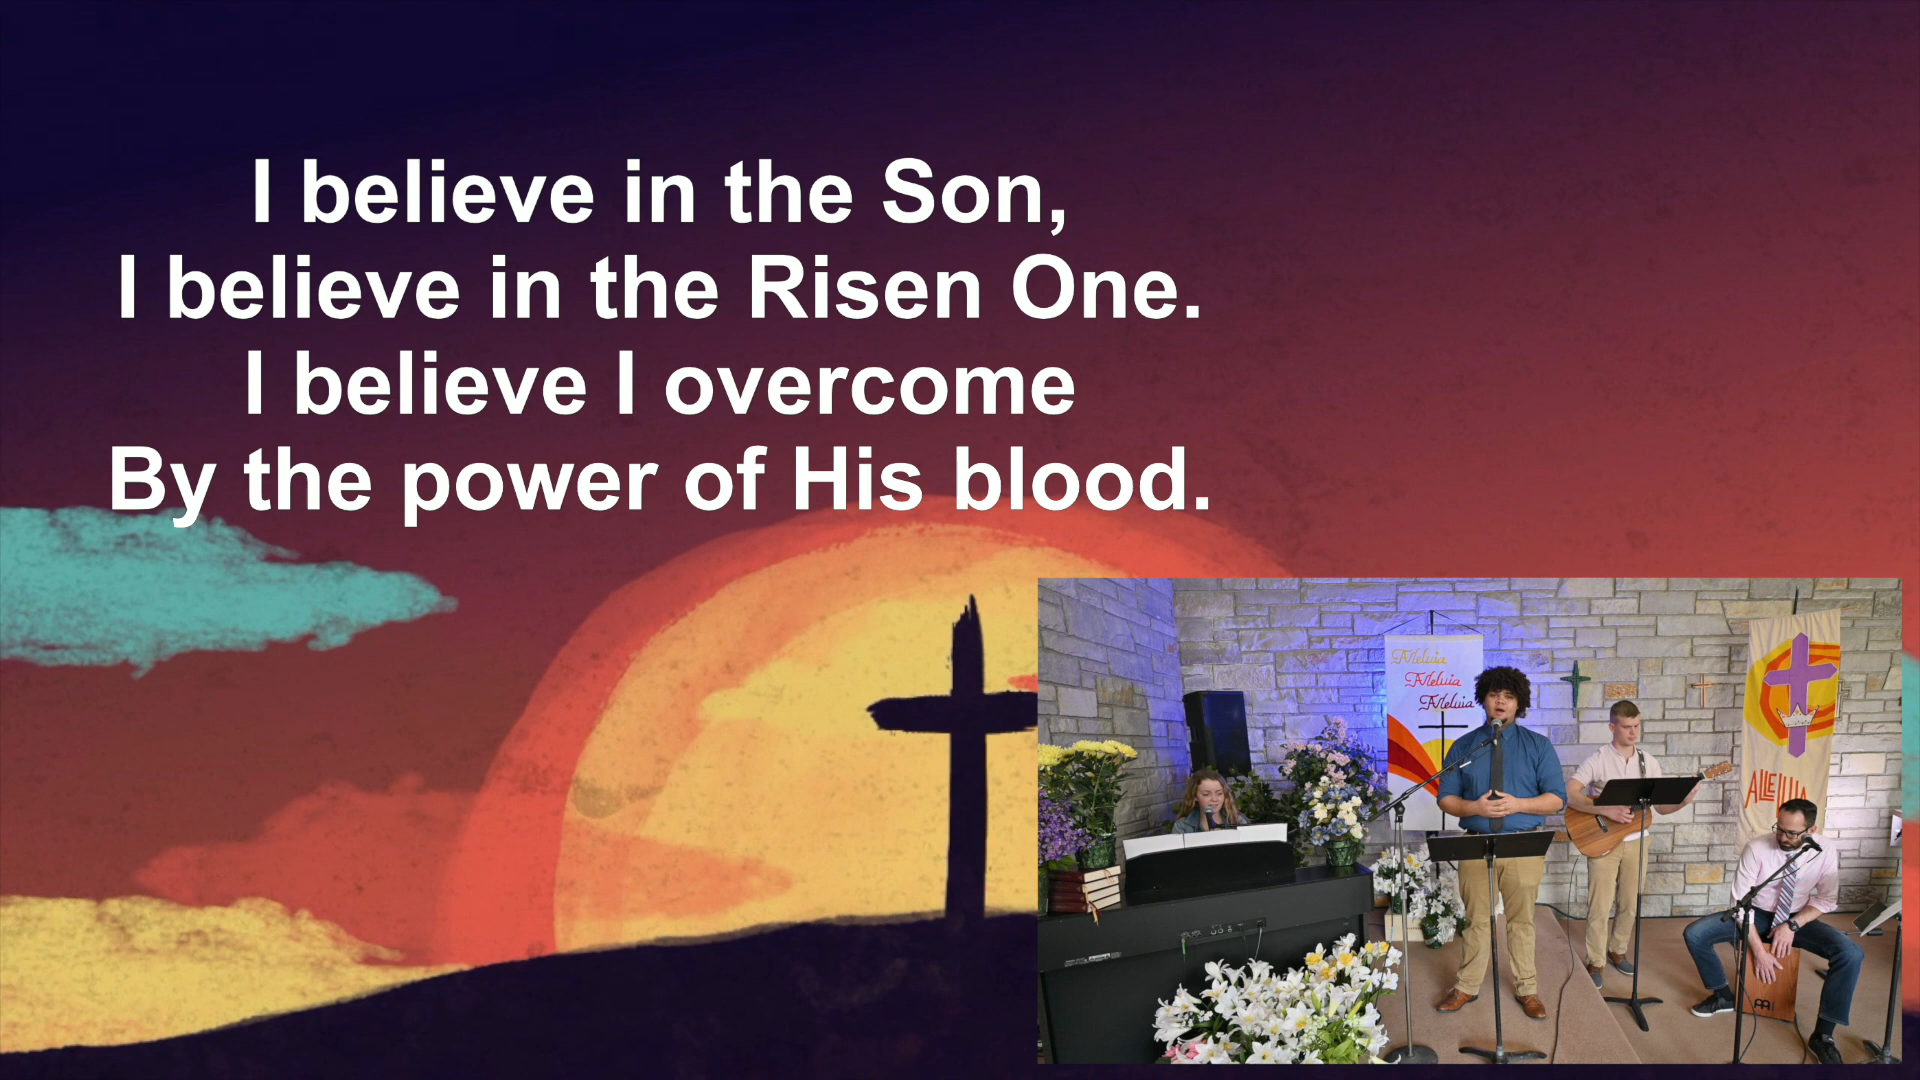 I believe in the Son,
I believe in the Risen One.
I believe I overcome
By the power of His blood.
Alleluia
Alleluia
Alleluia
ALLELUIA